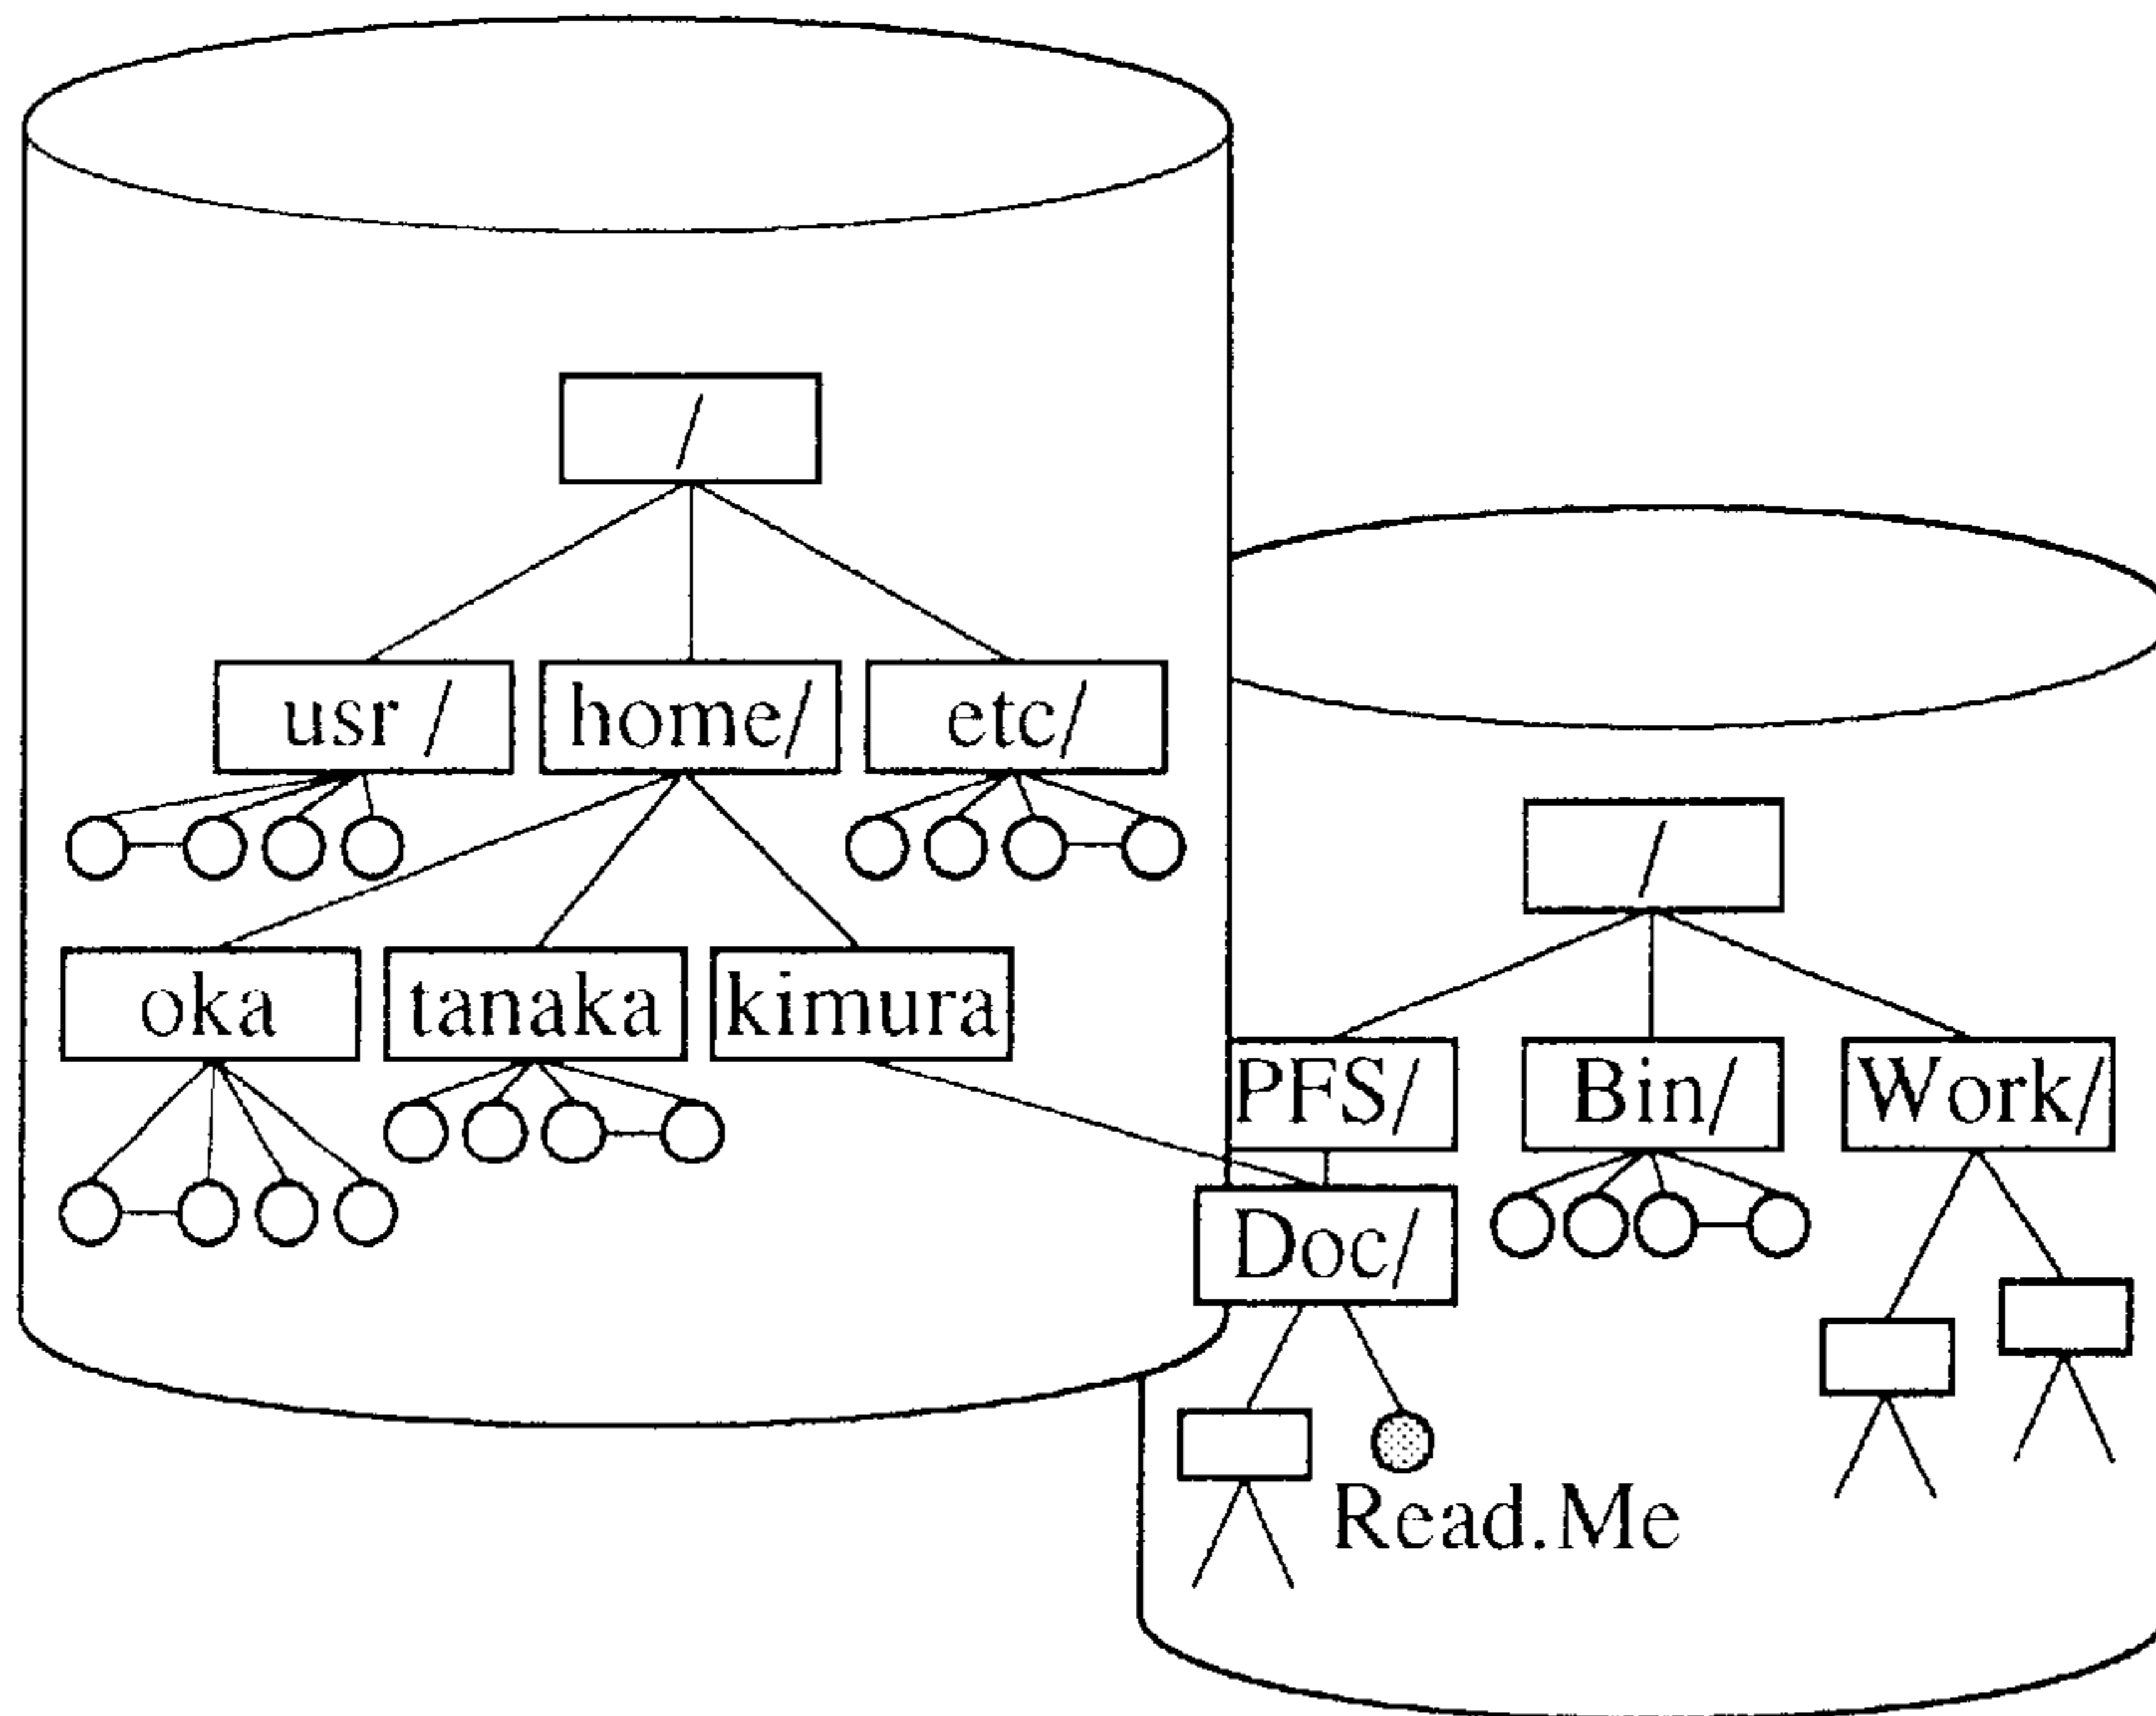 /
usr /
home/
etc/
oka
tanaka
kimura
/
PFS/
Bin/
Work/
Doc/
Read.Me